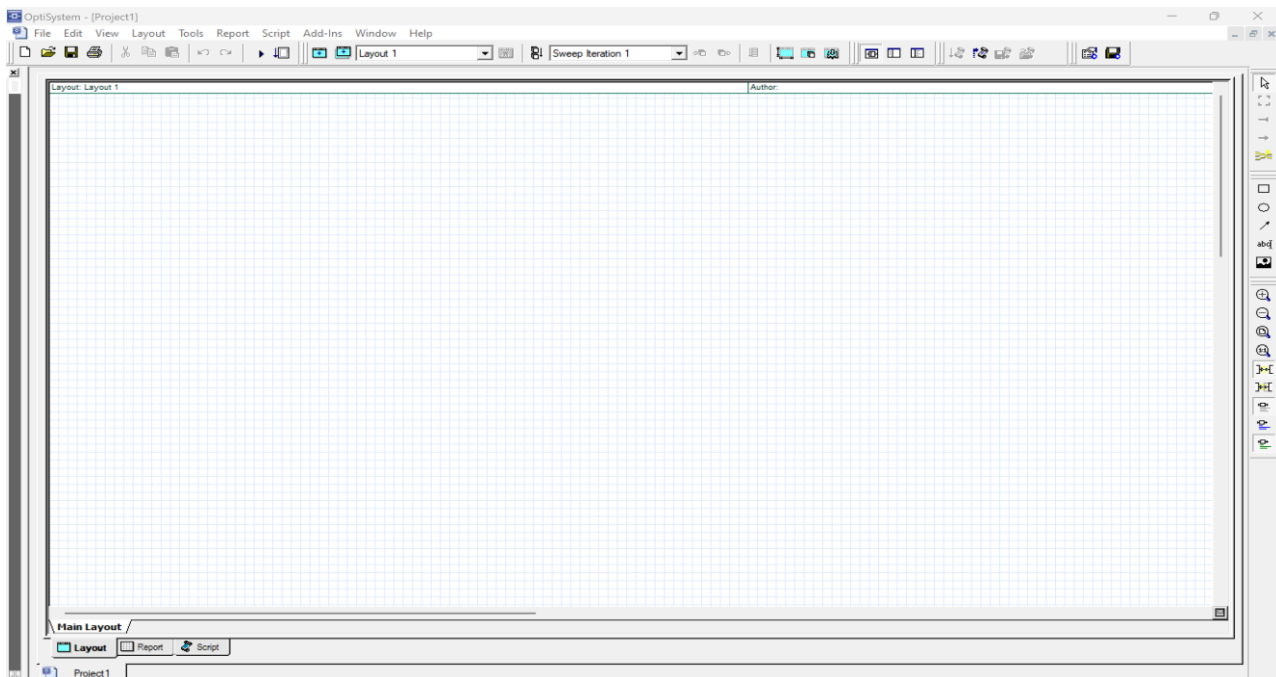 OptiSystem - [Project1]
File Edit View Layout Tools Report Script Add-Ins Window Help
Layout 1 Sweep Iteration 1
Layout: Layout 1 Author:
abc
Main Layout
Layout Report Script
Project1